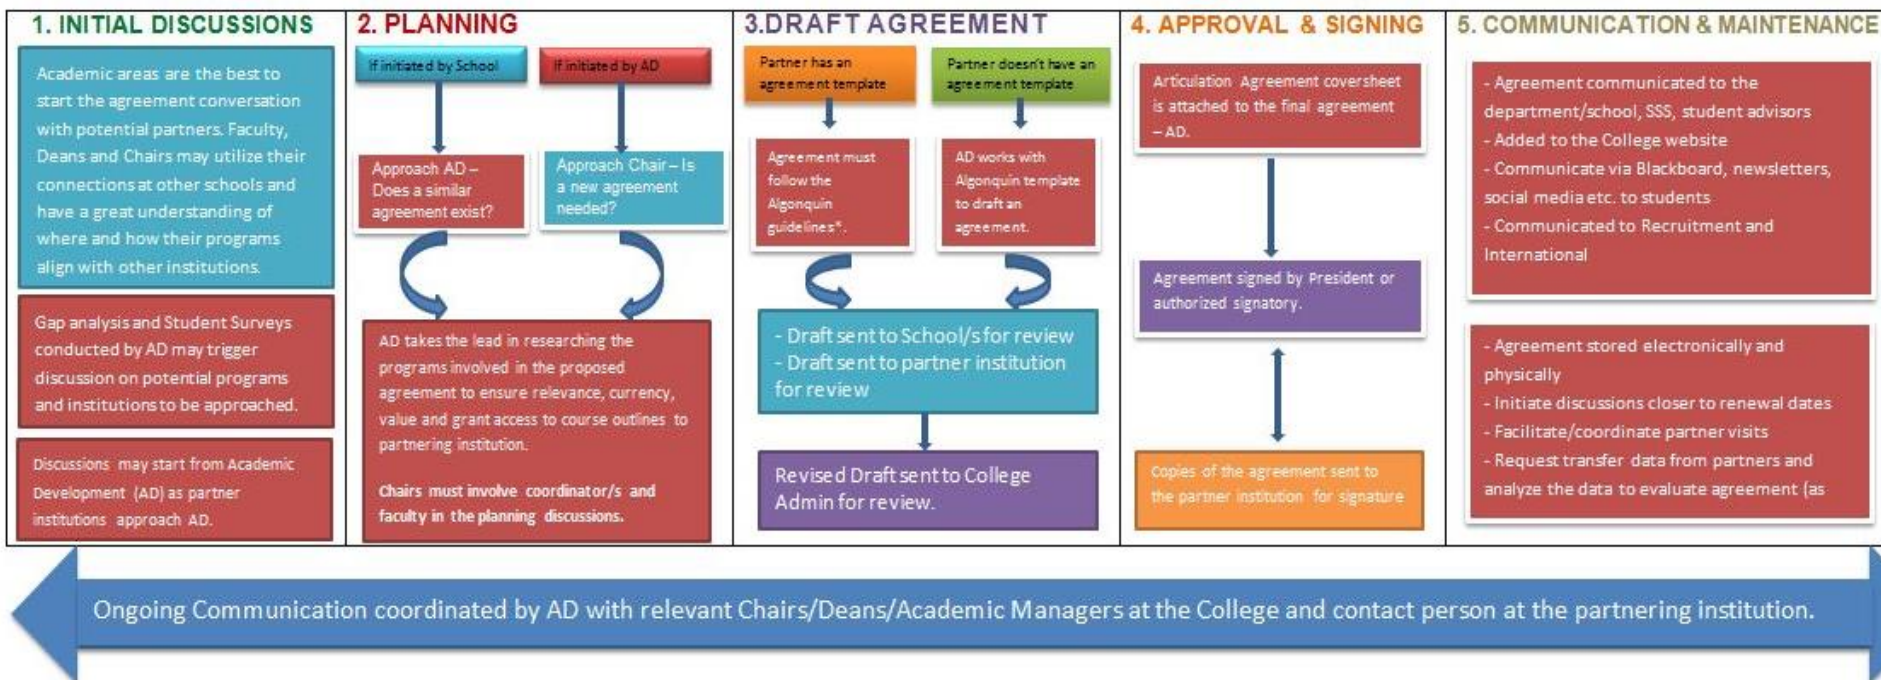 1. INITIAL DISCUSSIONS
Academic areas are the best to
start the agreement conversation
with potential partners. Faculty,
Deans and Chairs may utilize their
connections at other schools and
have a great understanding of
where and how their programs
align with other institutions.
Gap analysis and Student Surveys
conducted by AD may trigger
discussion on potential programs
and institutions to be approached.
Discussions may start from Academic
Development (AD) as partner
institutions approach AD.
2. PLANNING
If initiated by School
If initiated by AD
Approach AD –
Does a similar
agreement exist?
Approach Chair – Is
a new agreement
needed?
AD takes the lead in researching the
programs involved in the proposed
agreement to ensure relevance, currency,
value and grant access to course outlines to
partnering institution.
Chairs must involve coordinator/s and
faculty in the planning discussions.
3.DRAFT AGREEMENT
Partner has an
agreement template
Partner doesn't have an
agreement template
Agreement must
follow the
Algonquin
guidelines*.
AD works with
Algonquin template
to draft an
agreement.
- Draft sent to School/s for review
- Draft sent to partner institution
for review
Revised Draft sent to College
Admin for review.
4. APPROVAL & SIGNING
Articulation Agreement coversheet
is attached to the final agreement
– AD.
Agreement signed by President or
authorized signatory.
Copies of the agreement sent to
the partner institution for signature
5. COMMUNICATION & MAINTENANCE
- Agreement communicated to the
department/school, SSS, student advisors
- Added to the College website
- Communicate via Blackboard, newsletters,
social media etc. to students
- Communicated to Recruitment and
International
- Agreement stored electronically and
physically
- Initiate discussions closer to renewal dates
- Facilitate/coordinate partner visits
- Request transfer data from partners and
analyze the data to evaluate agreement (as
Ongoing Communication coordinated by AD with relevant Chairs/Deans/Academic Managers at the College and contact person at the partnering institution.